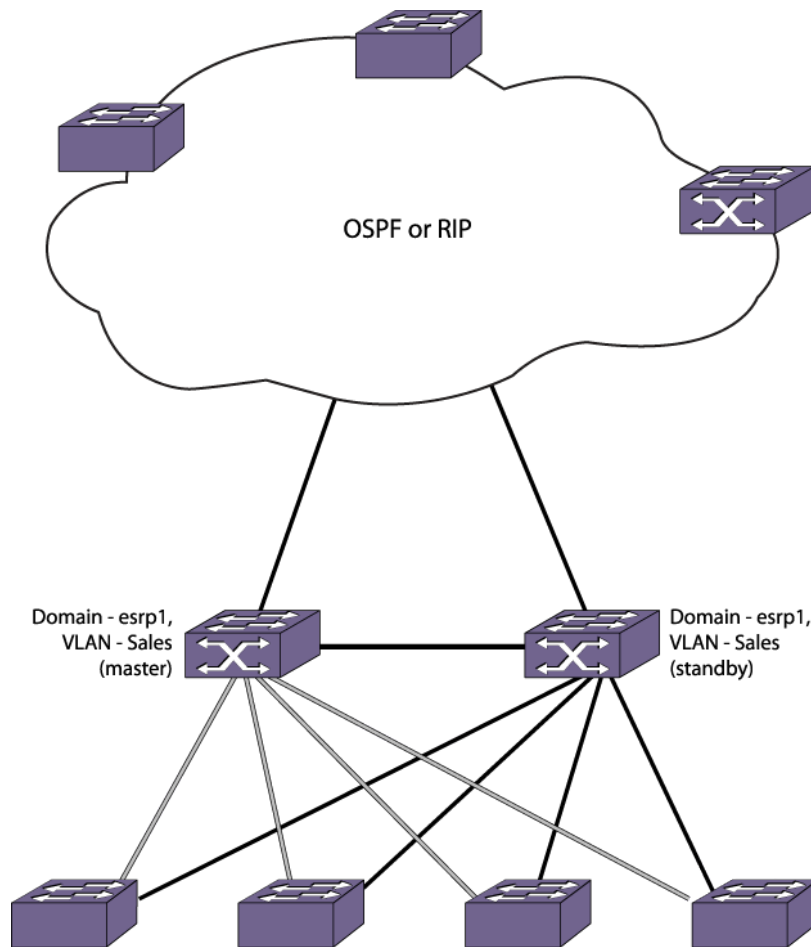 OSPF or RIP
Domain - esrp1,
VLAN - Sales
(master)
Domain - esrp1,
VLAN - Sales
(standby)